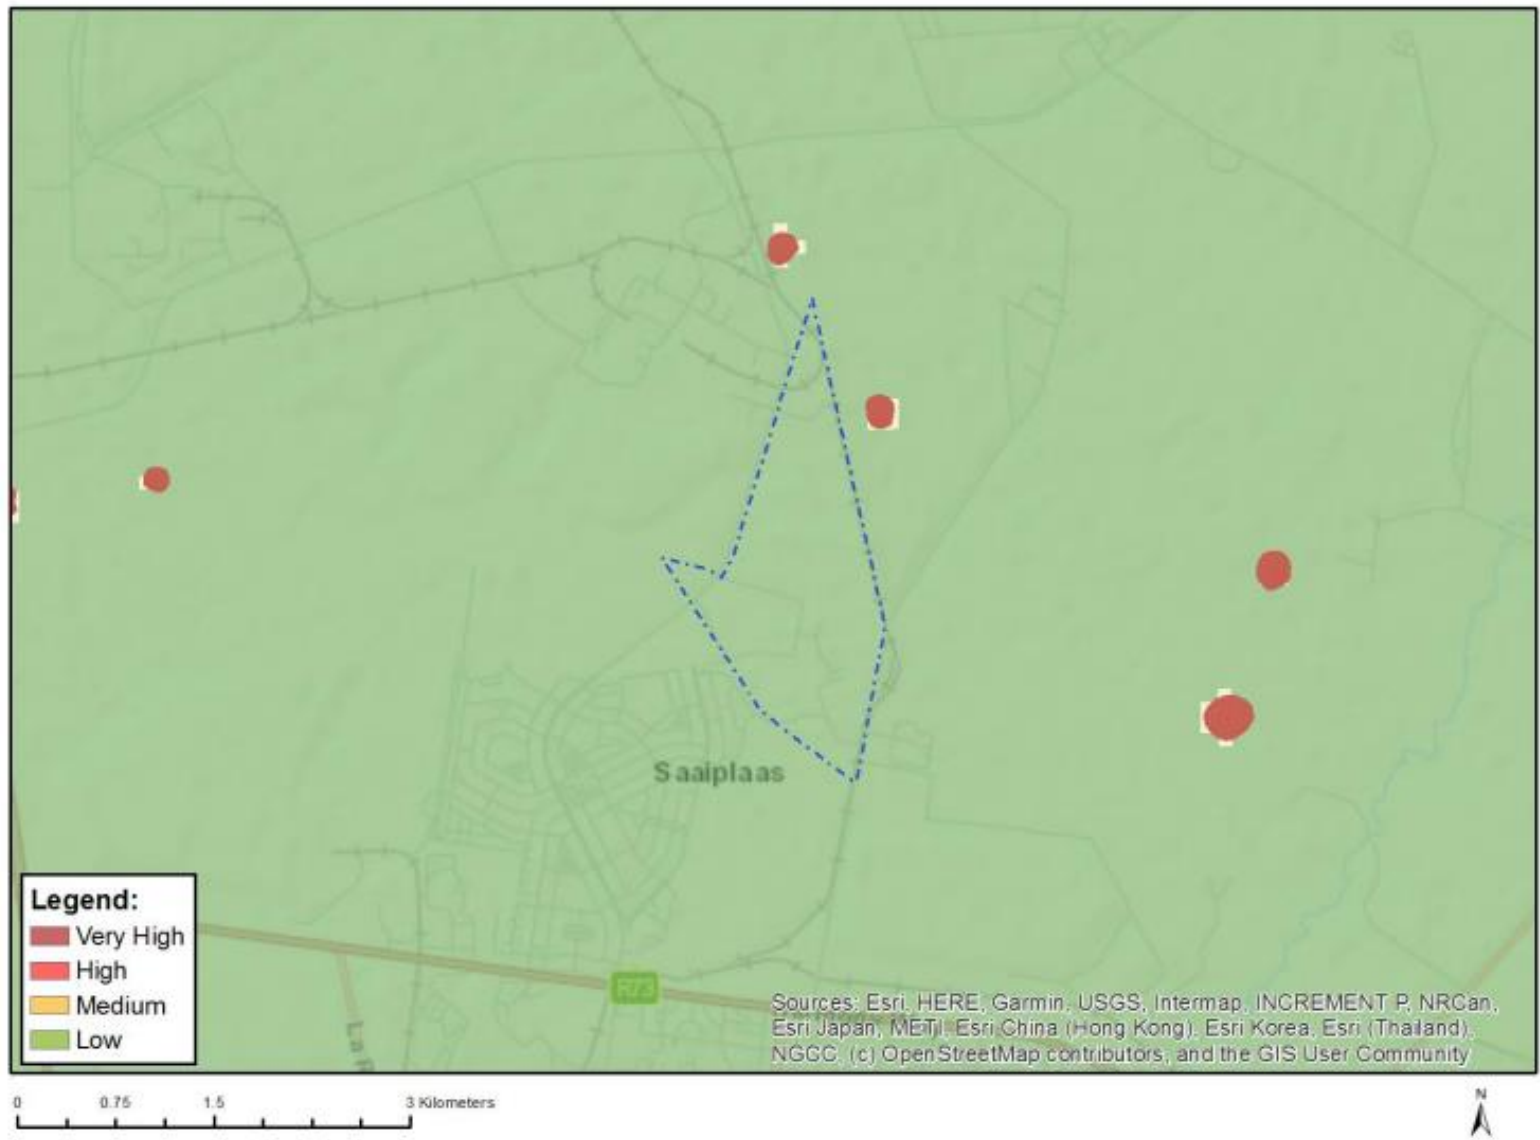 Saaiplaas
R73
Legend:
Very High
High
Medium
Low
Sources: Esri, HERE, Garmin, USGS, Intermap, INCREMENT P, NRCan,
Esri Japan, METI, Esri China (Hong Kong), Esri Korea, Esri (Thailand),
NGCC, (c) OpenStreetMap contributors, and the GIS User Community
0 0.75 1.5 3 Kilometers
N